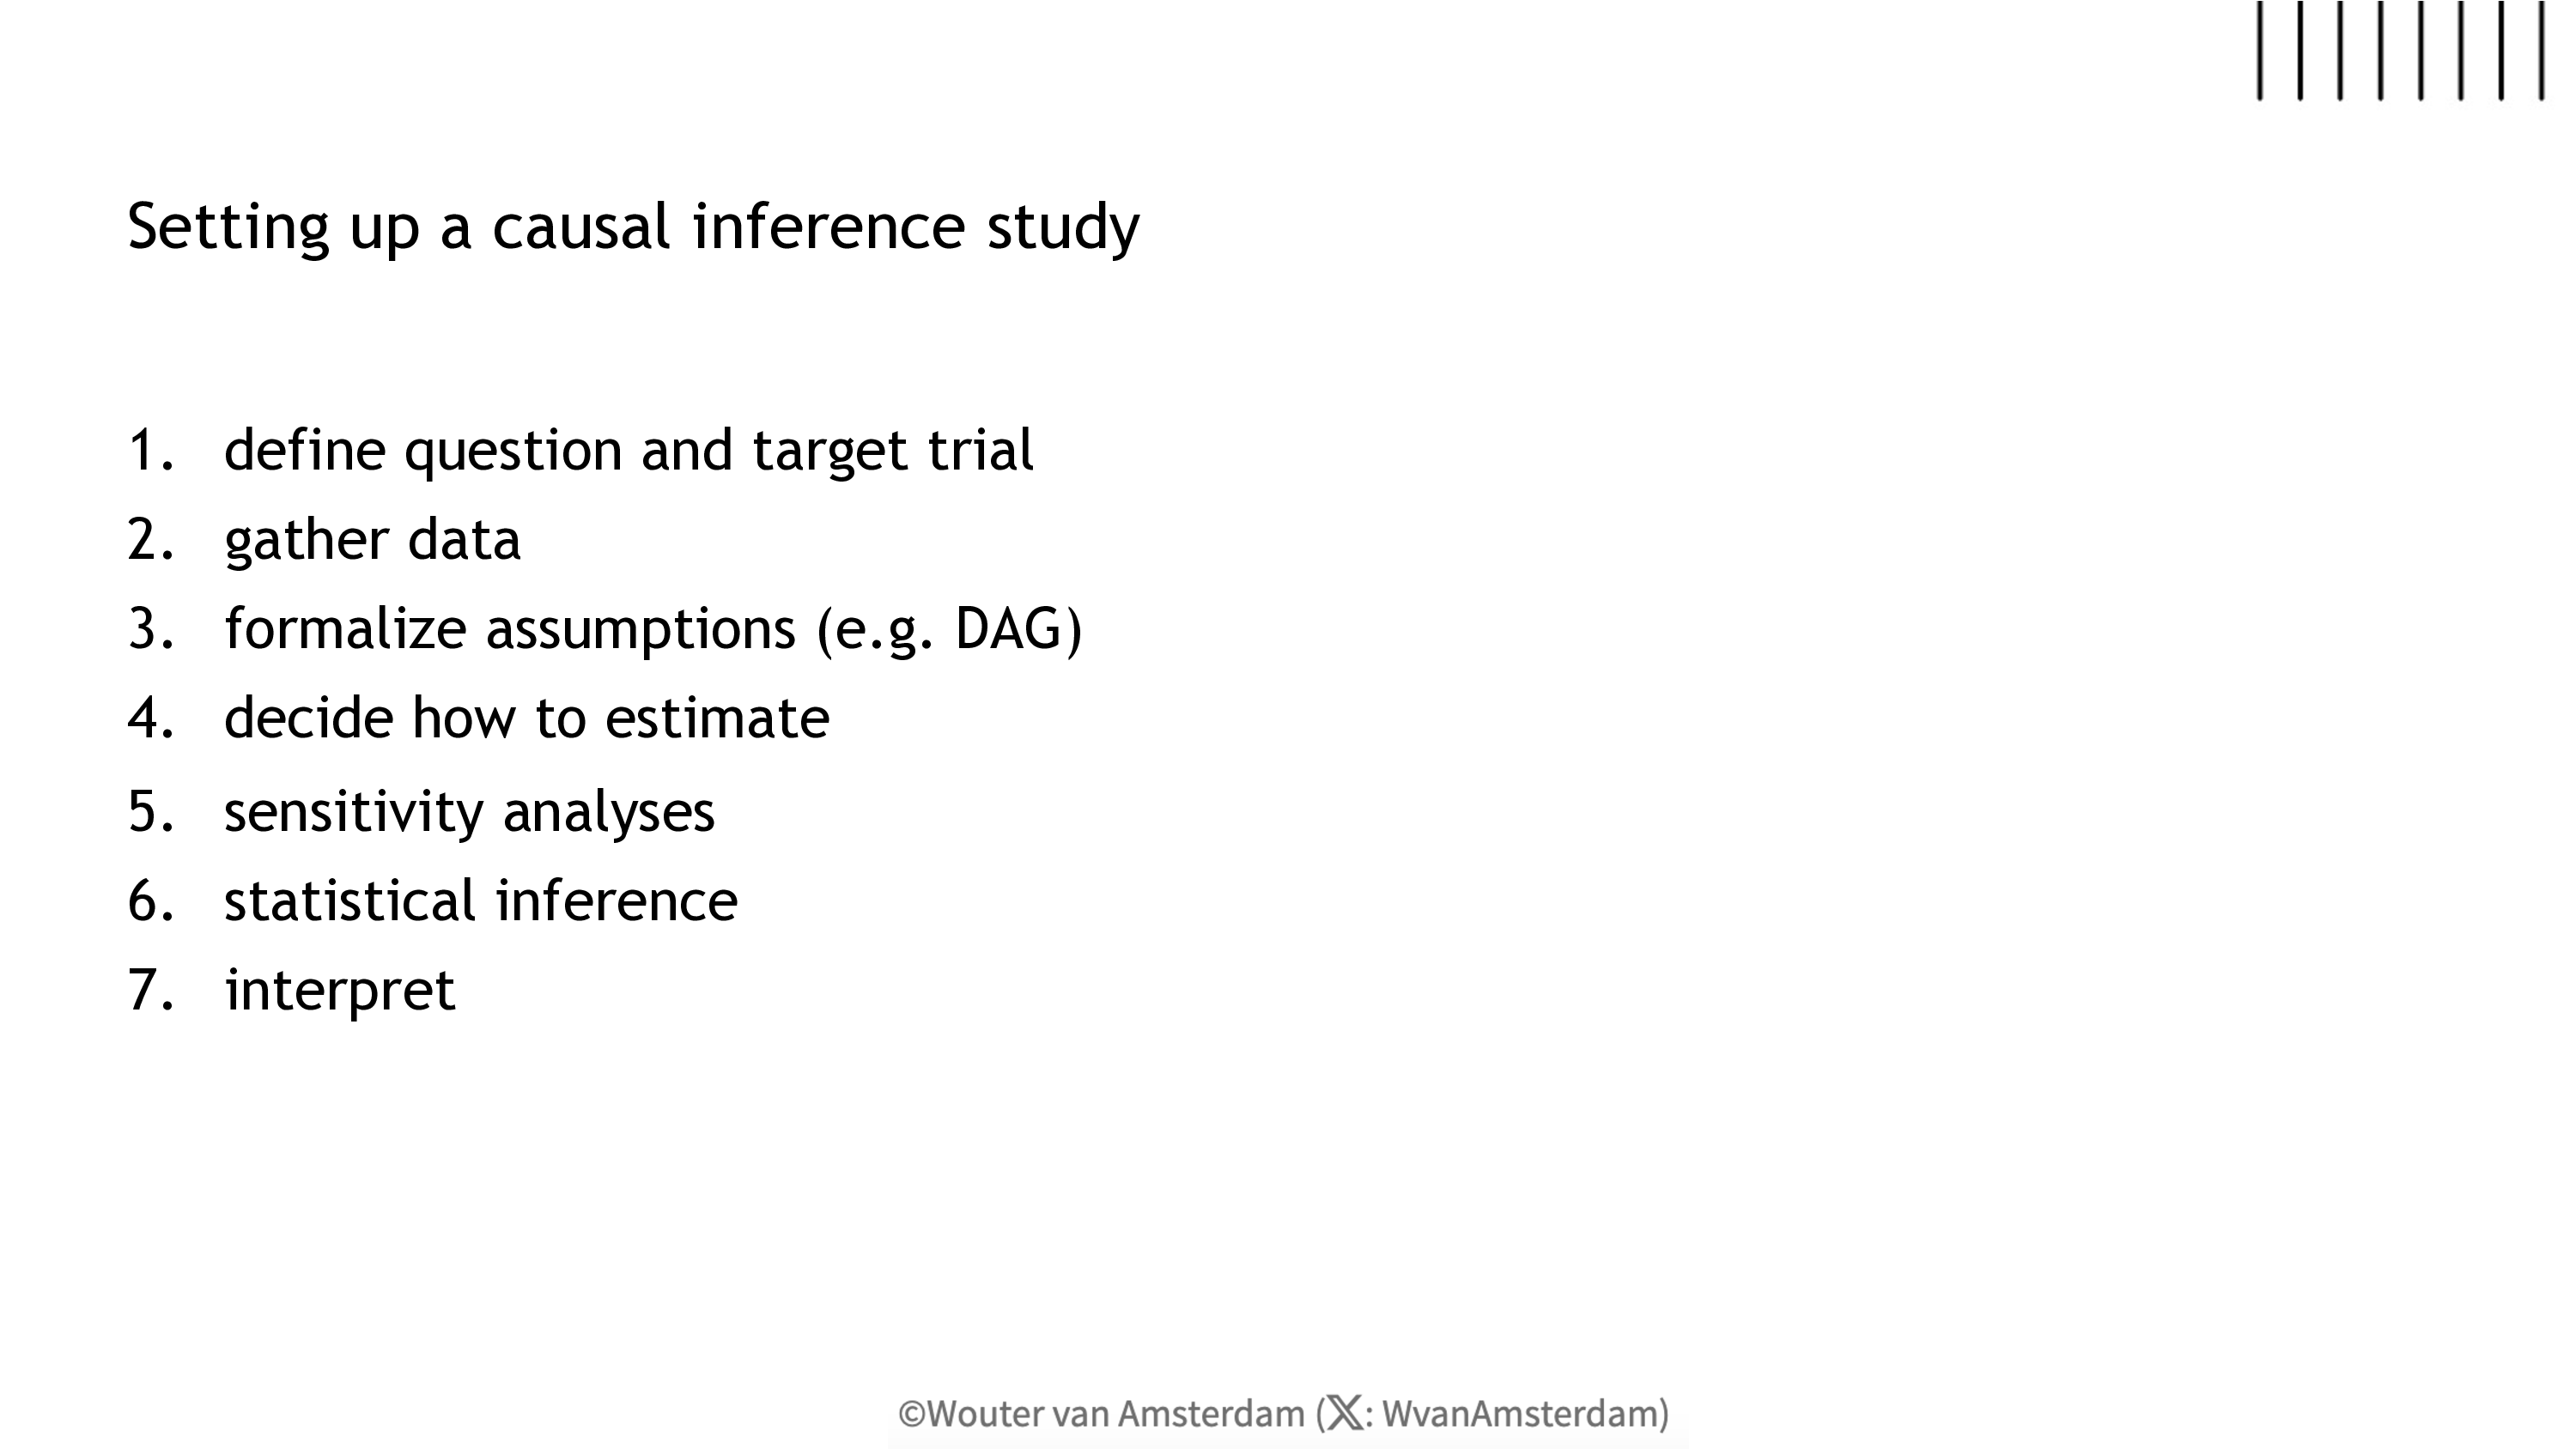 Setting up a causal inference study
1. define question and target trial
2. gather data
3. formalize assumptions (e.g. DAG)
4. decide how to estimate
5. sensitivity analyses
6. statistical inference
7. interpret
©Wouter van Amsterdam (𝕏: WvanAmsterdam)